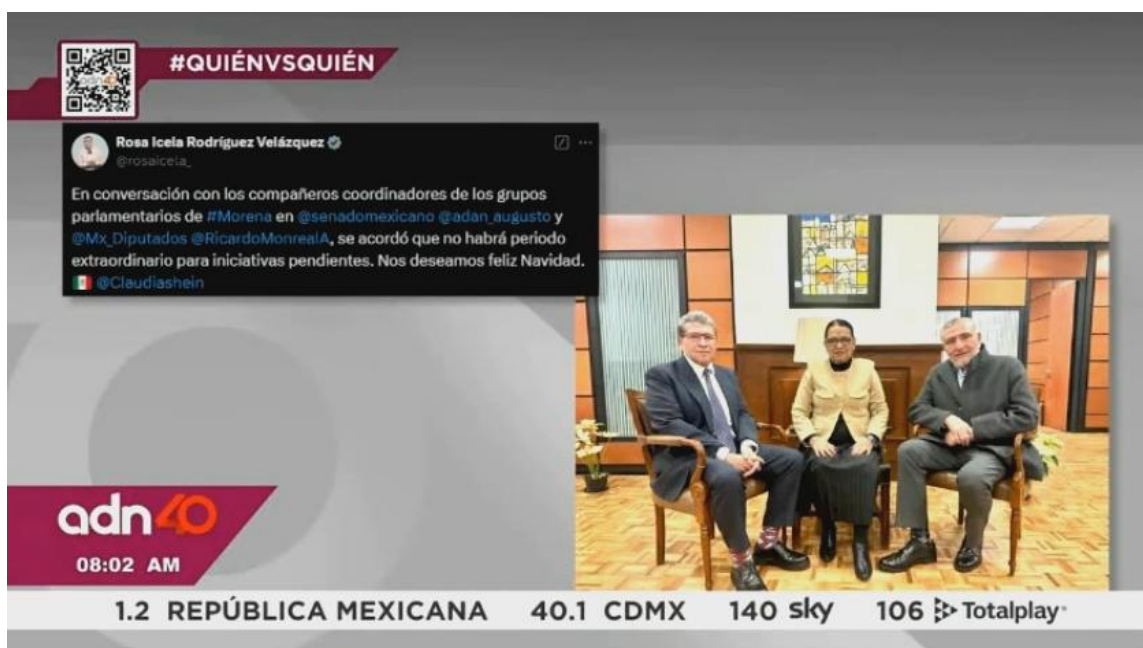 #QUIÉNVSQUIÉN
Rosa Icela Rodríguez Velázquez
@rosaicela_
En conversación con los compañeros coordinadores de los grupos
parlamentarios de #Morena en @senadomexicano @adan_augusto y
@Mx_Diputados @RicardoMonrealA, se acordó que no habrá periodo
extraordinario para iniciativas pendientes. Nos deseamos feliz Navidad.
🇲🇽 @Claudiashein
adn40
08:02 AM
1.2 REPÚBLICA MEXICANA 40.1 CDMX 140 sky 106 Totalplay